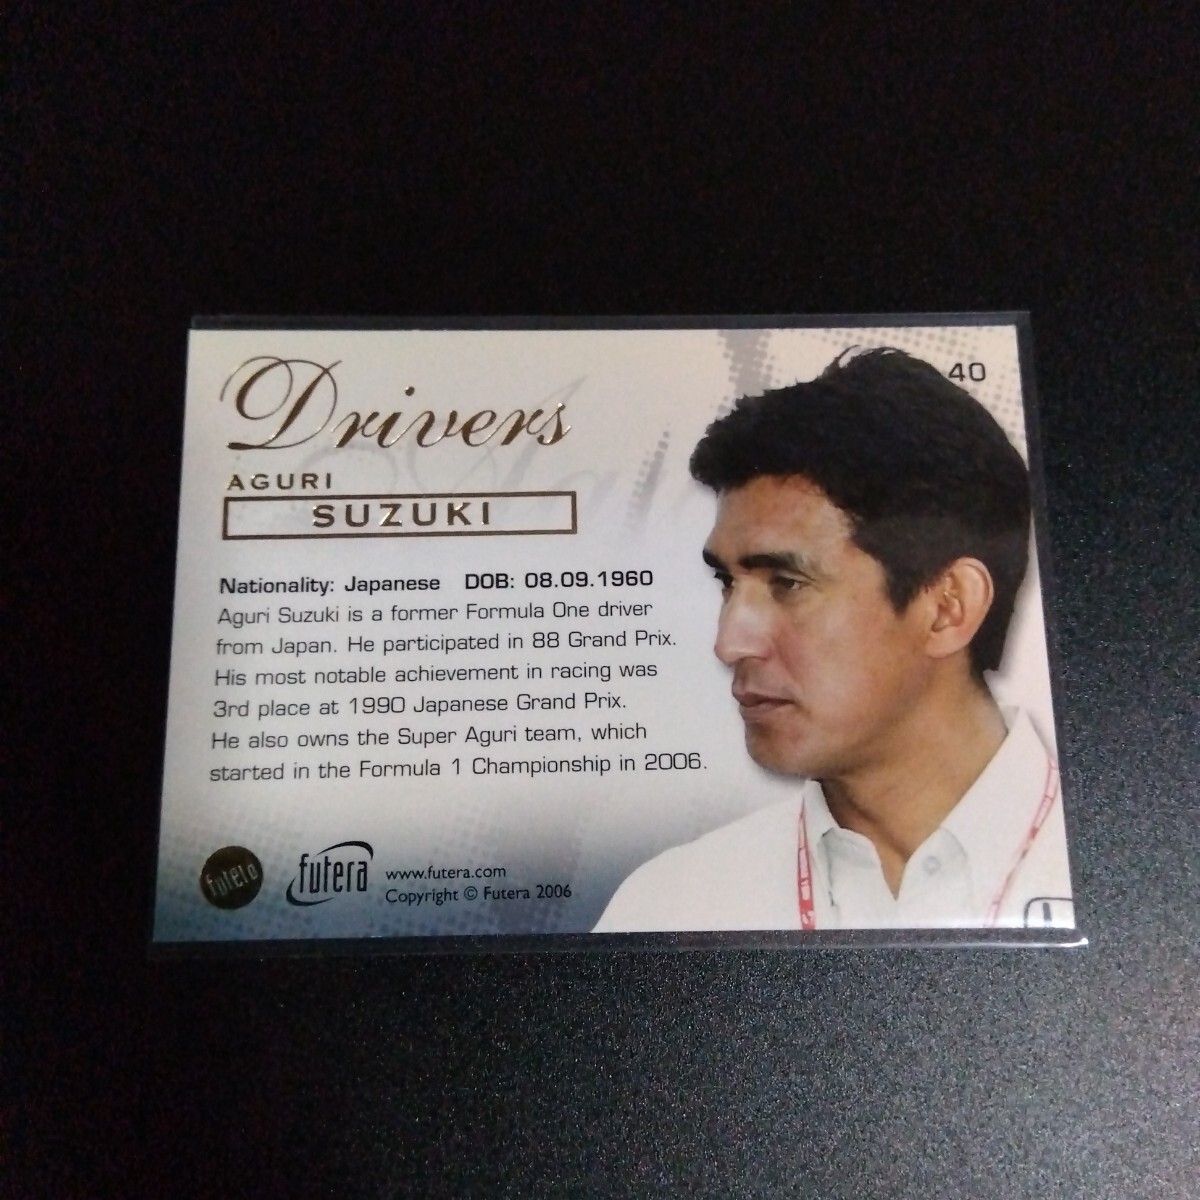 40
Drivers
AGURI
SUZUKI
Nationality: Japanese DOB: 08.09.1960
Aguri Suzuki is a former Formula One driver
from Japan. He participated in 88 Grand Prix.
His most notable achievement in racing was
3rd place at 1990 Japanese Grand Prix.
He also owns the Super Aguri team, which
started in the Formula 1 Championship in 2006.
futera
futera
www.futera.com
Copyright © Futera 2006